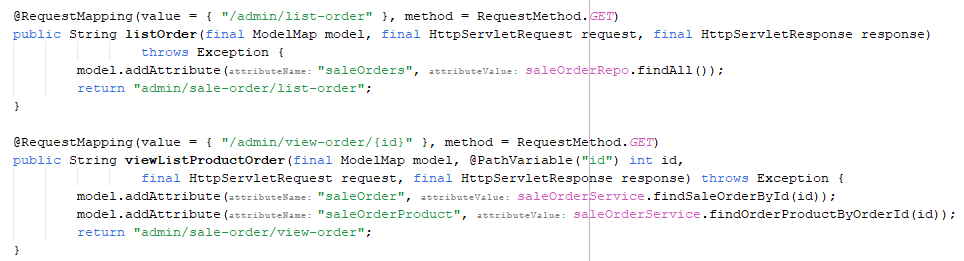 @RequestMapping(value = { "/admin/list-order" }, method = RequestMethod.GET)
public String listOrder(final ModelMap model, final HttpServletRequest request, final HttpServletResponse response)
throws Exception {
model.addAttribute( attributeName: "saleOrders", attributeValue: saleOrderRepo.findAll());
return "admin/sale-order/list-order";
}
@RequestMapping(value = { "/admin/view-order/{id}" }, method = RequestMethod.GET)
public String viewListProductOrder(final ModelMap model, @PathVariable("id") int id,
final HttpServletRequest request, final HttpServletResponse response) throws Exception {
model.addAttribute( attributeName: "saleOrder", attributeValue: saleOrderService.findSaleOrderById(id));
model.addAttribute( attributeName: "saleOrderProduct", attributeValue: saleOrderService.findOrderProductByOrderId(id));
return "admin/sale-order/view-order";
}